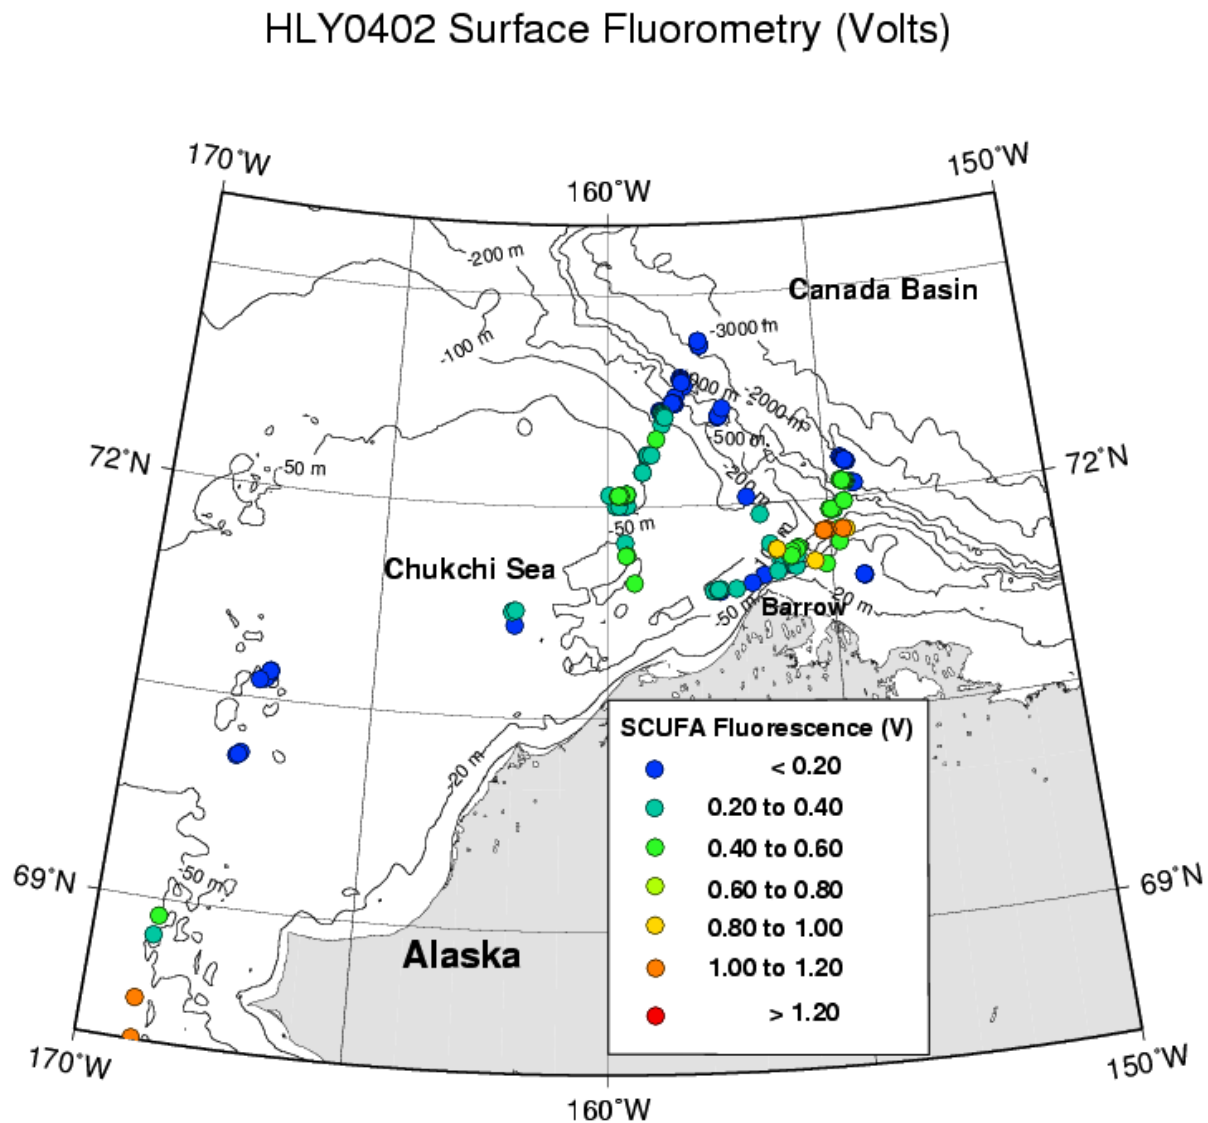 HLY0402 Surface Fluorometry (Volts)
170°W
160°W
150°W
-200 m
Canada Basin
-3000 m
-100 m
000 m
-2000 m
-500 m
72°N
72°N
-50 m
-200 m
-50 m
m
Chukchi Sea
-50 m
Barrow
-20 m
SCUFA Fluorescence (V)
< 0.20
0.20 to 0.40
0.40 to 0.60
0.60 to 0.80
0.80 to 1.00
1.00 to 1.20
> 1.20
-20 m
69°N
-50 m
69°N
Alaska
170°W
160°W
150°W